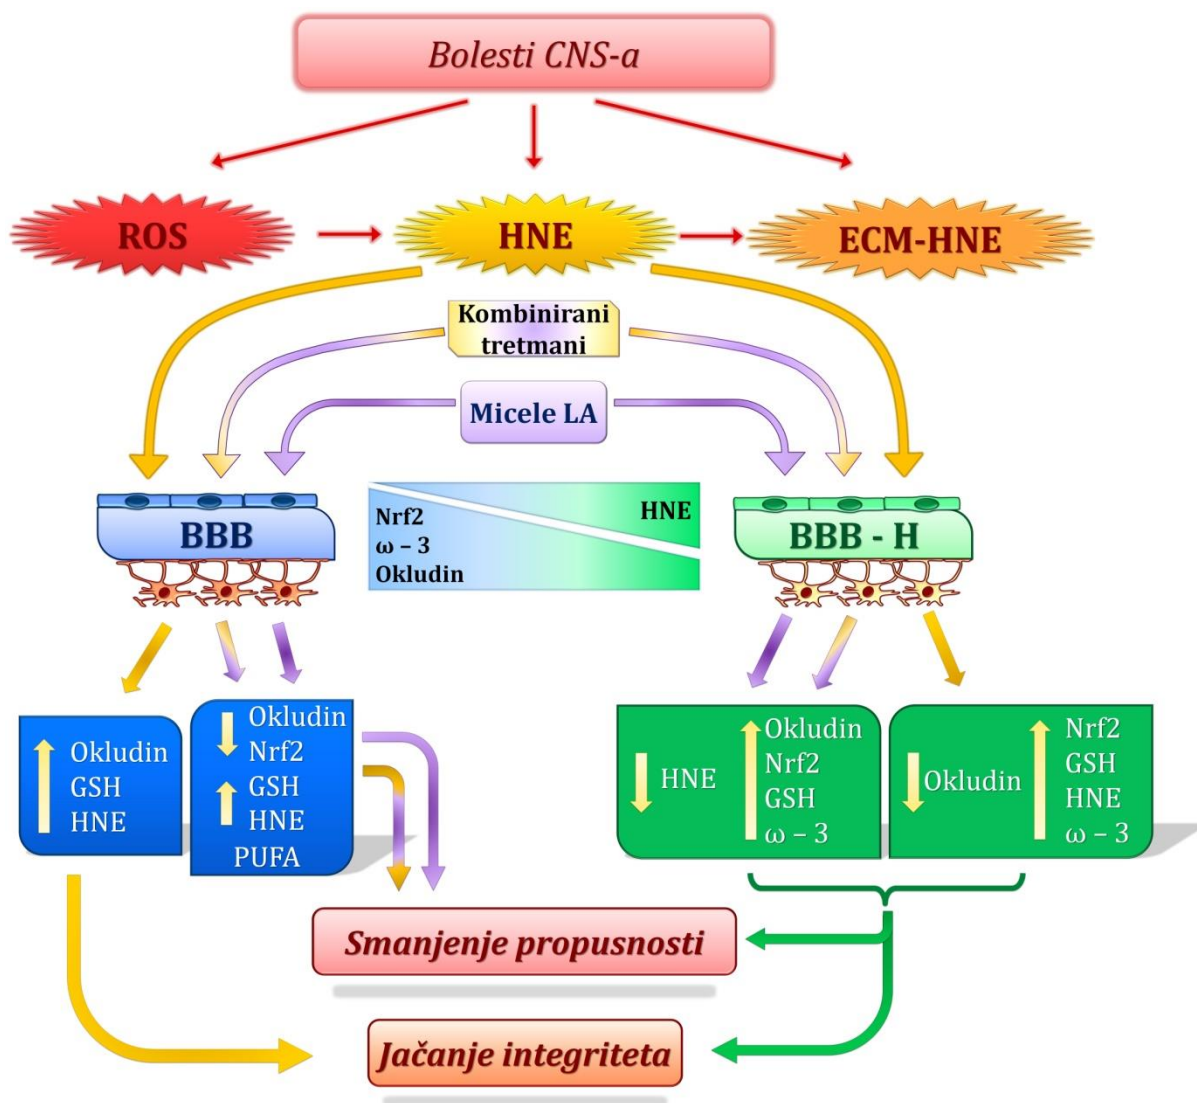 Bolesti CNS-a
ROS
HNE
ECM-HNE
Kombinirani
tretmani
Micele LA
BBB
Nrf2
ω – 3
Okludin
HNE
BBB - H
Okludin
GSH
HNE
Okludin
Nrf2
GSH
HNE
PUFA
HNE
Okludin
Nrf2
GSH
ω – 3
Okludin
Nrf2
GSH
HNE
ω – 3
Smanjenje propusnosti
Jačanje integriteta